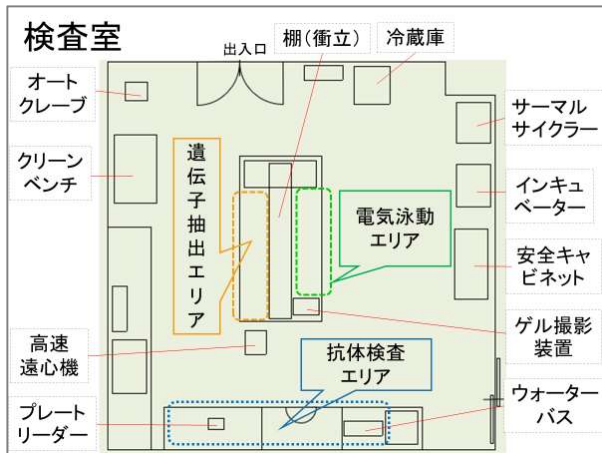 検査室
出入口
棚(衝立)
冷蔵庫
オート
クレーブ
クリーン
ベンチ
高速
遠心機
プレート
リーダー
遺伝子抽出エリア
電気泳動
エリア
抗体検査
エリア
サーマル
サイクラー
インキュ
ベーター
安全キャ
ビネット
ゲル撮影
装置
ウォーター
バス